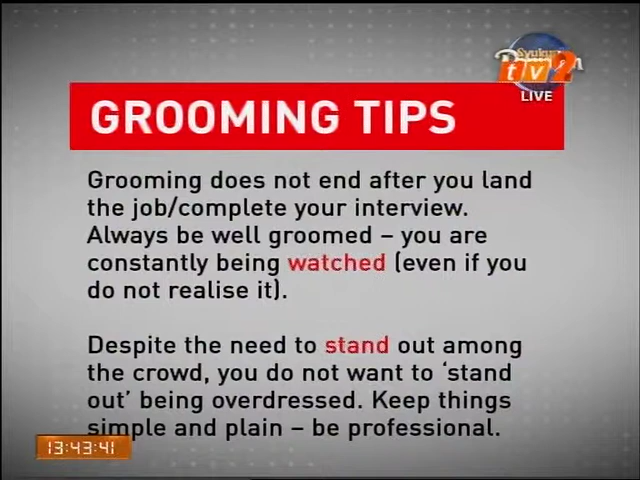 Syukur
tv2
LIVE
GROOMING TIPS
Grooming does not end after you land
the job/complete your interview.
Always be well groomed – you are
constantly being watched (even if you
do not realise it).
Despite the need to stand out among
the crowd, you do not want to ‘stand
out’ being overdressed. Keep things
simple and plain – be professional.
13:43:41